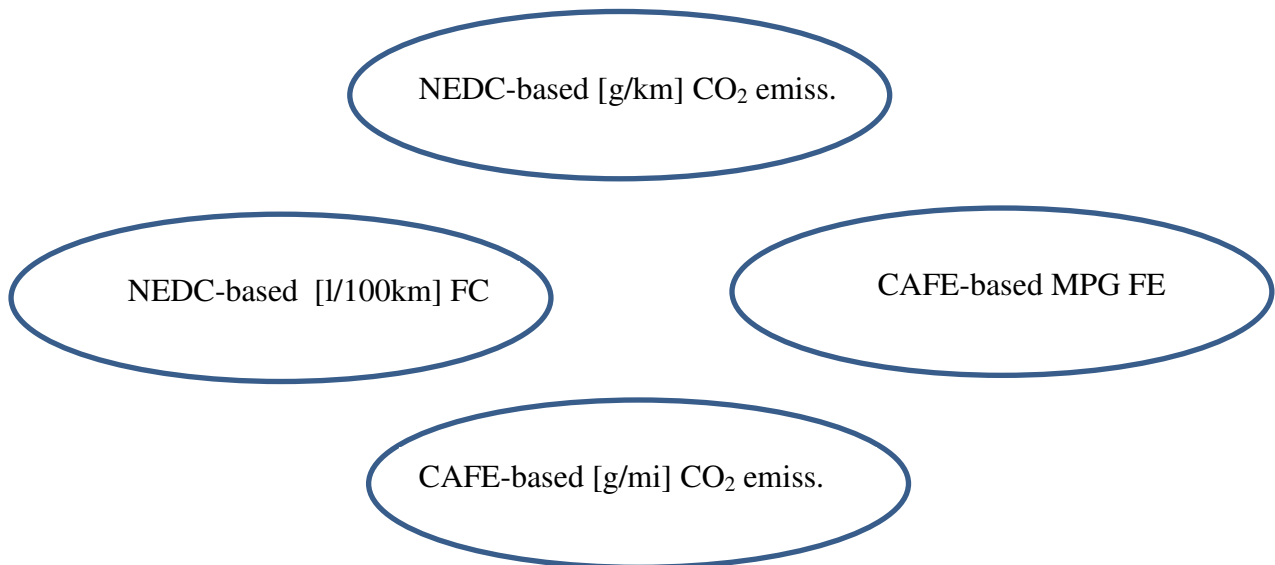 NEDC-based [g/km] CO₂ emiss.
NEDC-based [l/100km] FC
CAFE-based MPG FE
CAFE-based [g/mi] CO₂ emiss.